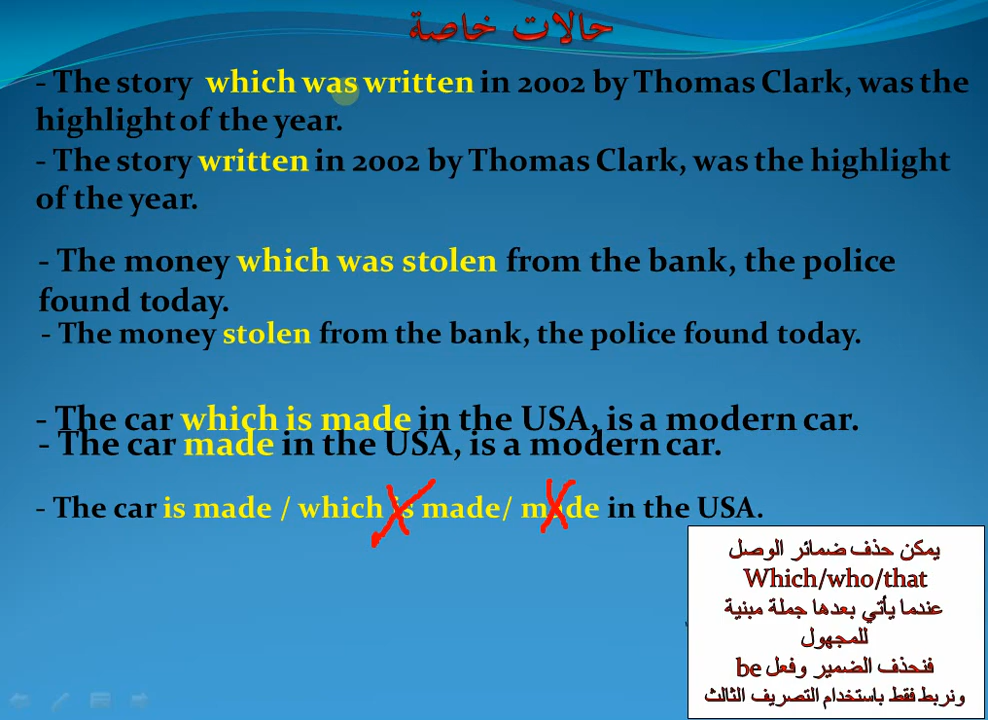 حالات خاصة
- The story which was written in 2002 by Thomas Clark, was the
highlight of the year.
- The story written in 2002 by Thomas Clark, was the highlight
of the year.
- The money which was stolen from the bank, the police
found today.
- The money stolen from the bank, the police found today.
- The car which is made in the USA, is a modern car.
- The car made in the USA, is a modern car.
- The car is made / which is made/ made in the USA.
يمكن حذف ضمائر الوصل
Which/who/that
عندما يأتي بعدها جملة مبنية
للمجهول
فنحذف الضمير وفعل be
ونربط فقط باستخدام التصريف الثالث